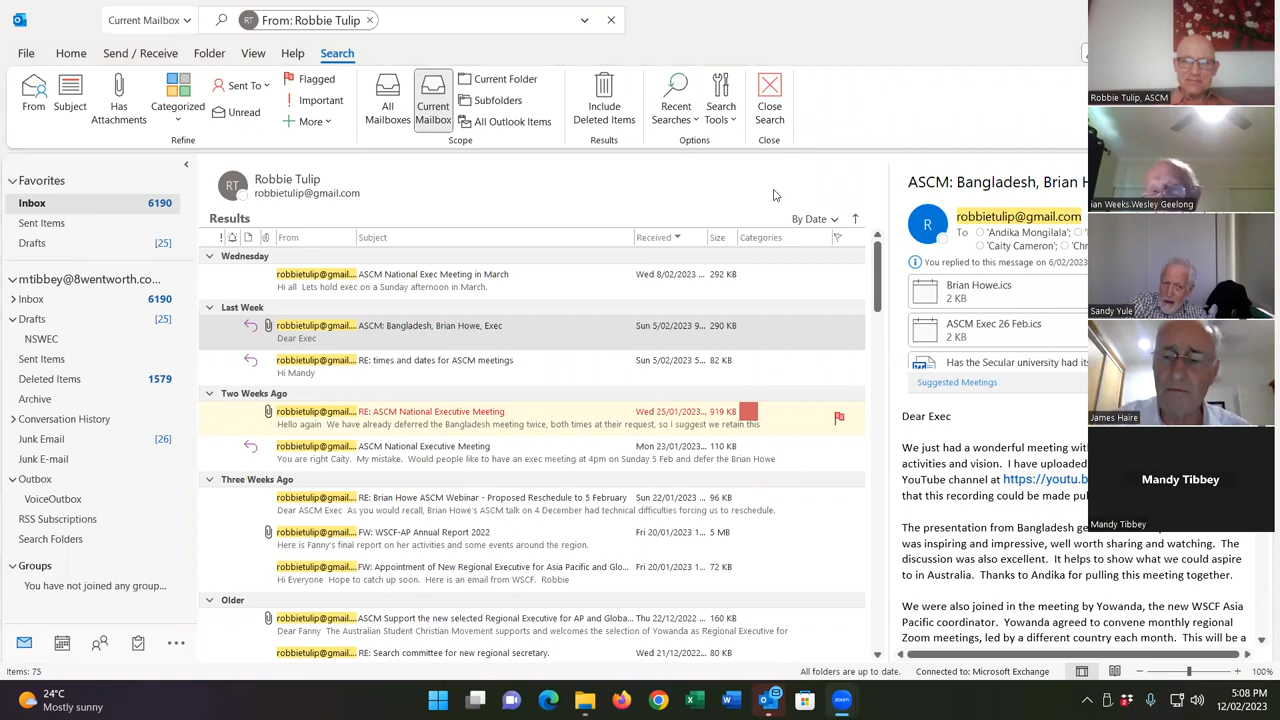 Current Mailbox
RT From: Robbie Tulip
File Home Send / Receive Folder View Help Search
From
Subject
Has Attachments
Categorized
Sent To
Unread
Flagged
Important
More
Refine
All Mailboxes
Current Mailbox
Current Folder
Subfolders
All Outlook Items
Scope
Include Deleted Items
Results
Recent Searches
Search Tools
Options
Close Search
Close
Favorites
Inbox 6190
Sent Items
Drafts [25]
mtibbey@8wentworth.co...
Inbox 6190
Drafts [25]
NSWEC
Sent Items
Deleted Items 1579
Archive
Conversation History
Junk Email [26]
Junk E-mail
Outbox
VoiceOutbox
RSS Subscriptions
Search Folders
Groups
You have not joined any group...
RT
Robbie Tulip
robbietulip@gmail.com
Results
By Date
From Subject Received Size Categories
Wednesday
robbietulip@gmail.... ASCM National Exec Meeting in March Wed 8/02/2023 ... 292 KB
Hi all Lets hold exec on a Sunday afternoon in March.
Last Week
robbietulip@gmail.... ASCM: Bangladesh, Brian Howe, Exec Sun 5/02/2023 9... 290 KB
Dear Exec
robbietulip@gmail.... RE: times and dates for ASCM meetings Sun 5/02/2023 5... 82 KB
Hi Mandy
Two Weeks Ago
robbietulip@gmail.... RE: ASCM National Executive Meeting Wed 25/01/2023... 919 KB
Hello again We have already deferred the Bangladesh meeting twice, both times at their request, so I suggest we retain this
robbietulip@gmail.... ASCM National Executive Meeting Mon 23/01/2023... 110 KB
You are right Caity. My mistake. Would people like to have an exec meeting at 4pm on Sunday 5 Feb and defer the Brian Howe
Three Weeks Ago
robbietulip@gmail.... RE: Brian Howe ASCM Webinar - Proposed Reschedule to 5 February Sun 22/01/2023 ... 96 KB
Dear ASCM Exec As you would recall, Brian Howe's ASCM talk on 4 December had technical difficulties forcing us to reschedule.
robbietulip@gmail.... FW: WSCF-AP Annual Report 2022 Fri 20/01/2023 1... 5 MB
Here is Fanny's final report on her activities and some events around the region.
robbietulip@gmail.... FW: Appointment of New Regional Executive for Asia Pacific and Glo... Fri 20/01/2023 1... 72 KB
Hi Everyone Hope to catch up soon. Here is an email from WSCF. Robbie
Older
robbietulip@gmail.... ASCM Support the new selected Regional Executive for AP and Globa... Thu 22/12/2022 ... 160 KB
Dear Fanny The Australian Student Christian Movement supports and welcomes the selection of Yowanda as Regional Executive for
robbietulip@gmail.... RE: Search committee for new regional secretary. Wed 21/12/2022... 80 KB
ASCM: Bangladesh, Brian H
R
robbietulip@gmail.com
To 'Andika Mongilala';
'Caity Cameron'; 'Chr
You replied to this message on 6/02/2023
Brian Howe.ics
2 KB
ASCM Exec 26 Feb.ics
2 KB
Has the Secular university had its
Suggested Meetings
Dear Exec
We just had a wonderful meeting with
activities and vision. I have uploaded
YouTube channel at https://youtu.b
that this recording could be made pu
The presentation from Bangladesh ge
was inspiring and impressive, well worth sharing and watching. The
discussion was also excellent. It helps to show what we could aspire
to in Australia. Thanks to Andika for pulling this meeting together.
We were also joined in the meeting by Yowanda, the new WSCF Asia
Pacific coordinator. Yowanda agreed to convene monthly regional
Zoom meetings, led by a different country each month. This will be a
Robbie Tulip, ASCM
ian Weeks.Wesley Geelong
Sandy Yule
James Haire
Mandy Tibbey
Mandy Tibbey
Items: 75
All folders are up to date. Connected to: Microsoft Exchange 100%
24°C
Mostly sunny
5:08 PM
12/02/2023